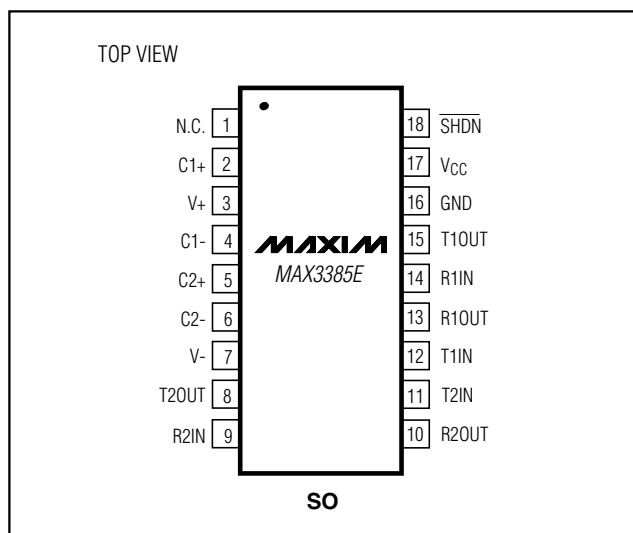 TOP VIEW
N.C. 1
C1+ 2
V+ 3
C1- 4
C2+ 5
C2- 6
V- 7
T2OUT 8
R2IN 9
MAXIM
MAX3385E
18 SHDN
17 VCC
16 GND
15 T1OUT
14 R1IN
13 R1OUT
12 T1IN
11 T2IN
10 R2OUT
SO